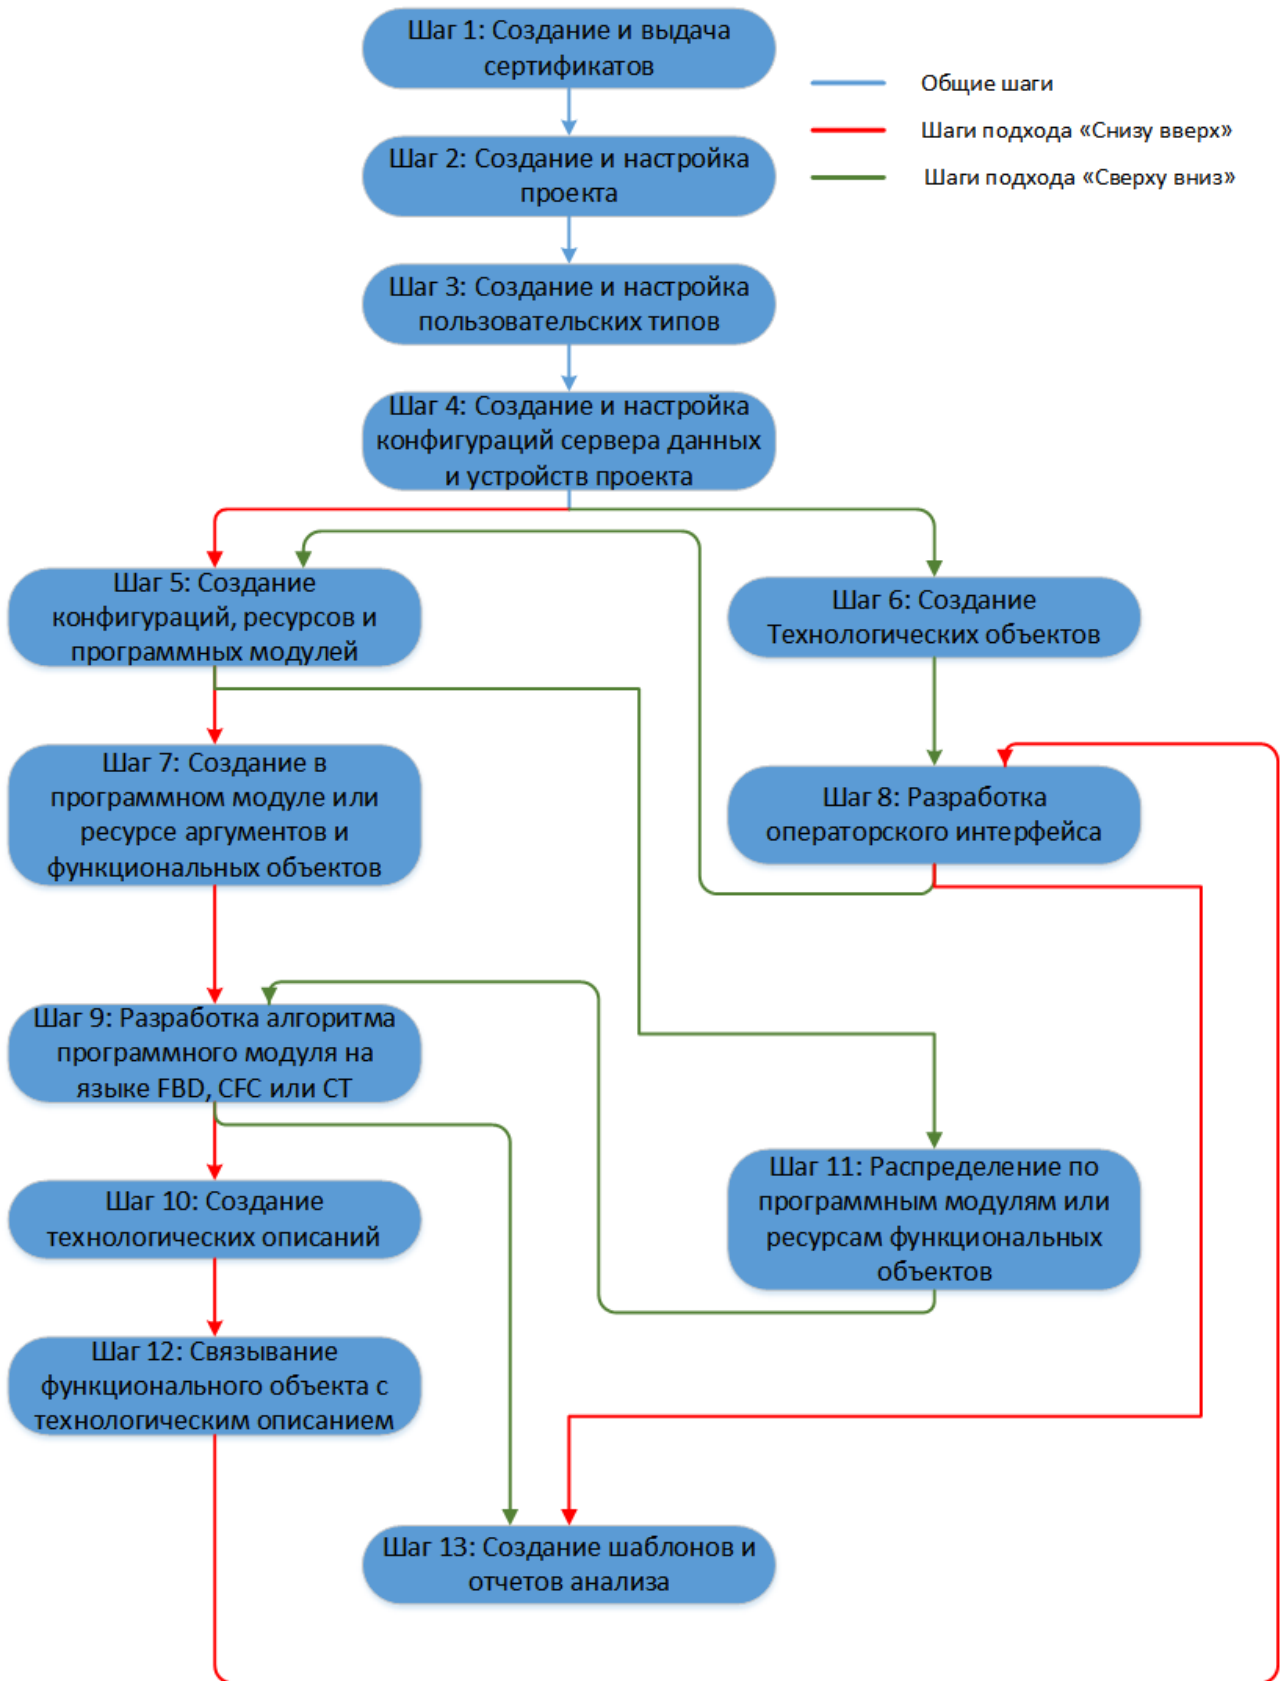 Шаг 1: Создание и выдача
сертификатов
Общие шаги
Шаги подхода «Снизу вверх»
Шаги подхода «Сверху вниз»
Шаг 2: Создание и настройка
проекта
Шаг 3: Создание и настройка
пользовательских типов
Шаг 4: Создание и настройка
конфигураций сервера данных
и устройств проекта
Шаг 5: Создание
конфигураций, ресурсов и
программных модулей
Шаг 6: Создание
Технологических объектов
Шаг 7: Создание в
программном модуле или
ресурсе аргументов и
функциональных объектов
Шаг 8: Разработка
операторского интерфейса
Шаг 9: Разработка алгоритма
программного модуля на
языке FBD, CFC или СТ
Шаг 10: Создание
технологических описаний
Шаг 11: Распределение по
программным модулям или
ресурсам функциональных
объектов
Шаг 12: Связывание
функционального объекта с
технологическим описанием
Шаг 13: Создание шаблонов и
отчетов анализа